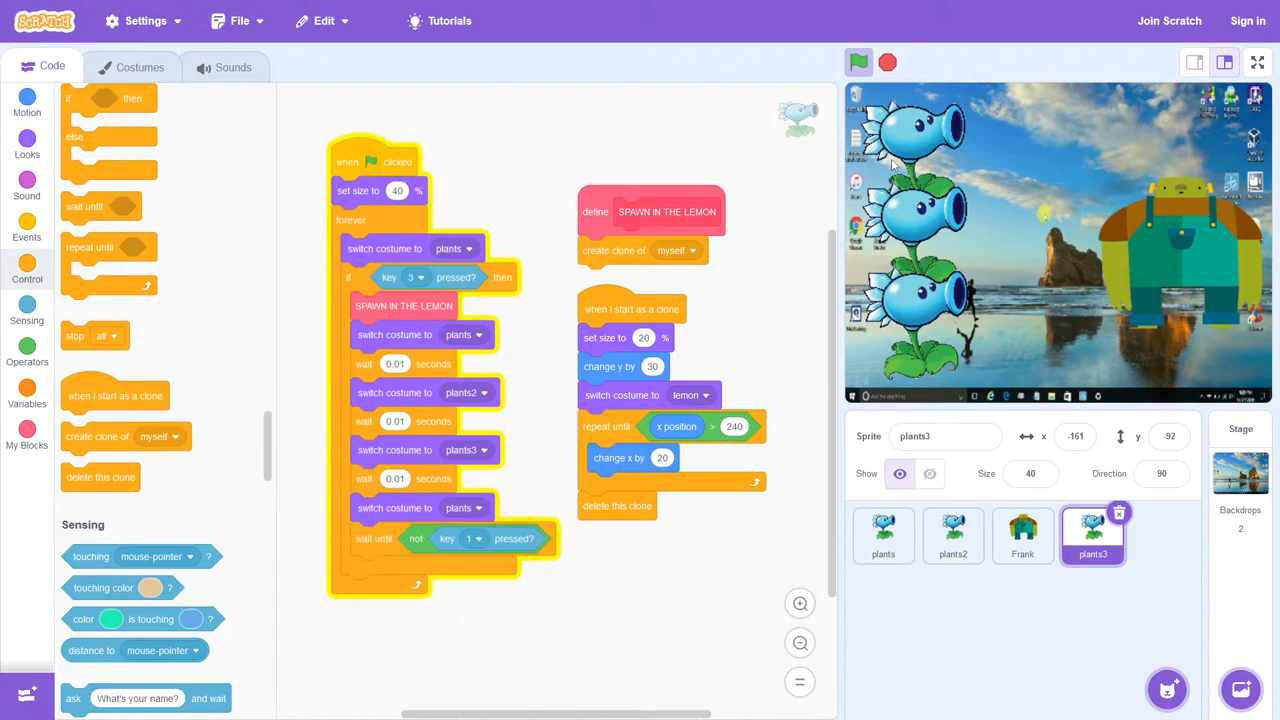 SCRATCH
Settings
File
Edit
Tutorials
Join Scratch
Sign in
Code
Costumes
Sounds
Motion
Looks
Sound
Events
Control
Sensing
Operators
Variables
My Blocks
if then
else
wait until
repeat until
stop all
when I start as a clone
create clone of myself
delete this clone
Sensing
touching mouse-pointer ?
touching color ?
color is touching ?
distance to mouse-pointer
ask What's your name? and wait
when clicked
set size to 40 %
forever
switch costume to plants
if key 3 pressed? then
SPAWN IN THE LEMON
switch costume to plants
wait 0.01 seconds
switch costume to plants2
wait 0.01 seconds
switch costume to plants3
wait 0.01 seconds
switch costume to plants
wait until not key 1 pressed?
define SPAWN IN THE LEMON
create clone of myself
when I start as a clone
set size to 20 %
change y by 30
switch costume to lemon
repeat until x position > 240
change x by 20
delete this clone
Sprite plants3
x -161
y -92
Show
Size 40
Direction 90
plants
plants2
Frank
plants3
Stage
Backdrops
2